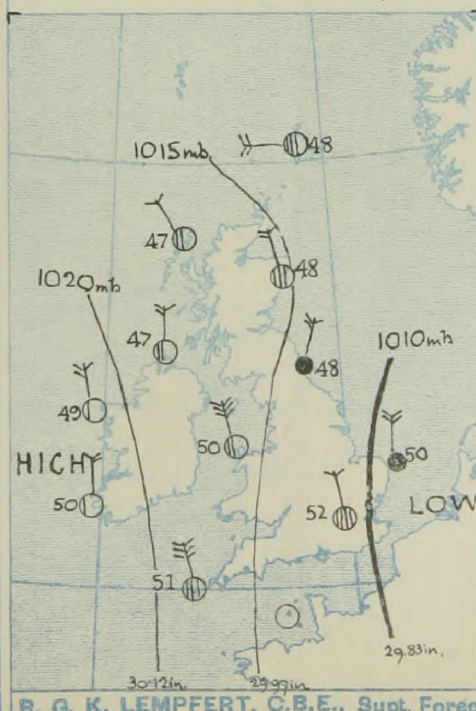 1015mb
48
47
48
1020mb
47
48
1010mb
49
50
50
HIGH
50
52
LOW
51
30.12in.
29.99in.
29.83in.
R. G. K. LEMPFERT, C.B.E., Supt. Forec